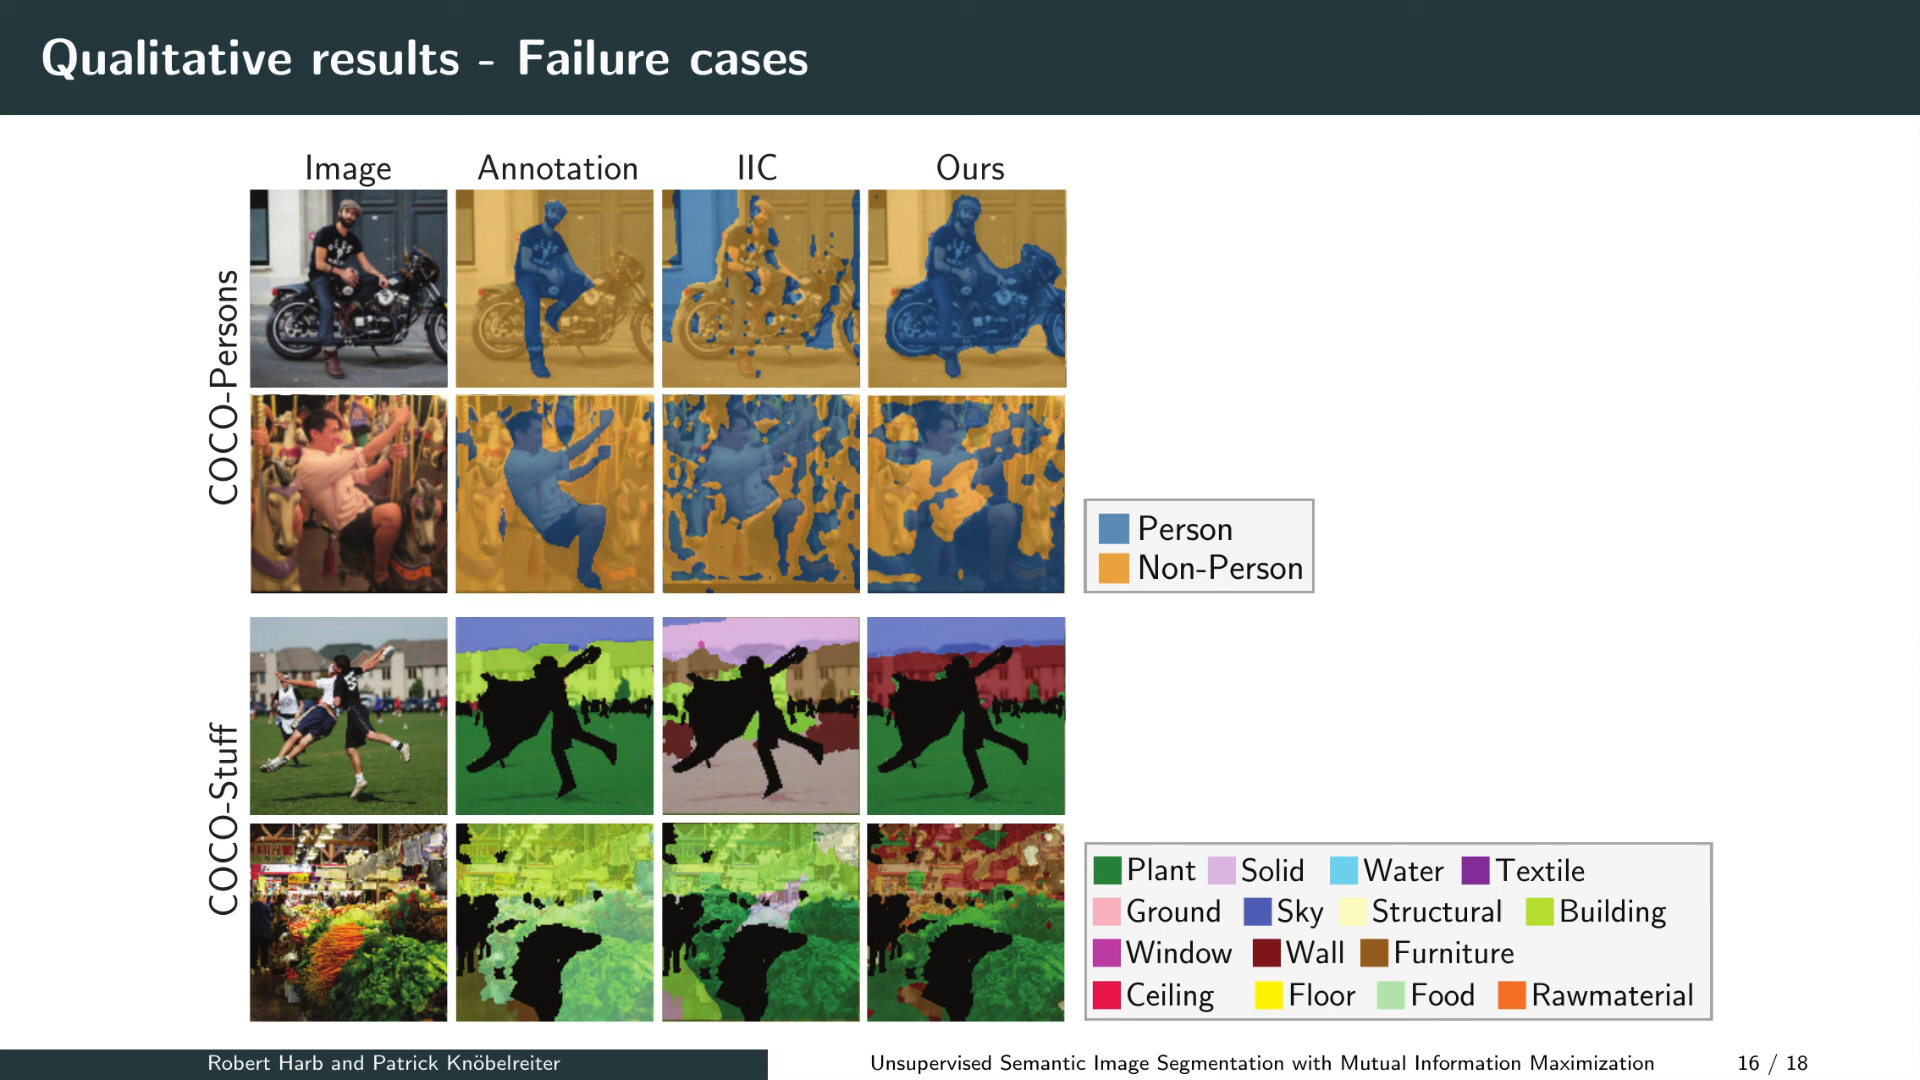 Qualitative results - Failure cases
Image Annotation IIC Ours
COCO-Persons
Person
Non-Person
COCO-Stuff
Plant Solid Water Textile
Ground Sky Structural Building
Window Wall Furniture
Ceiling Floor Food Rawmaterial
Robert Harb and Patrick Knöbelreiter Unsupervised Semantic Image Segmentation with Mutual Information Maximization 16 / 18